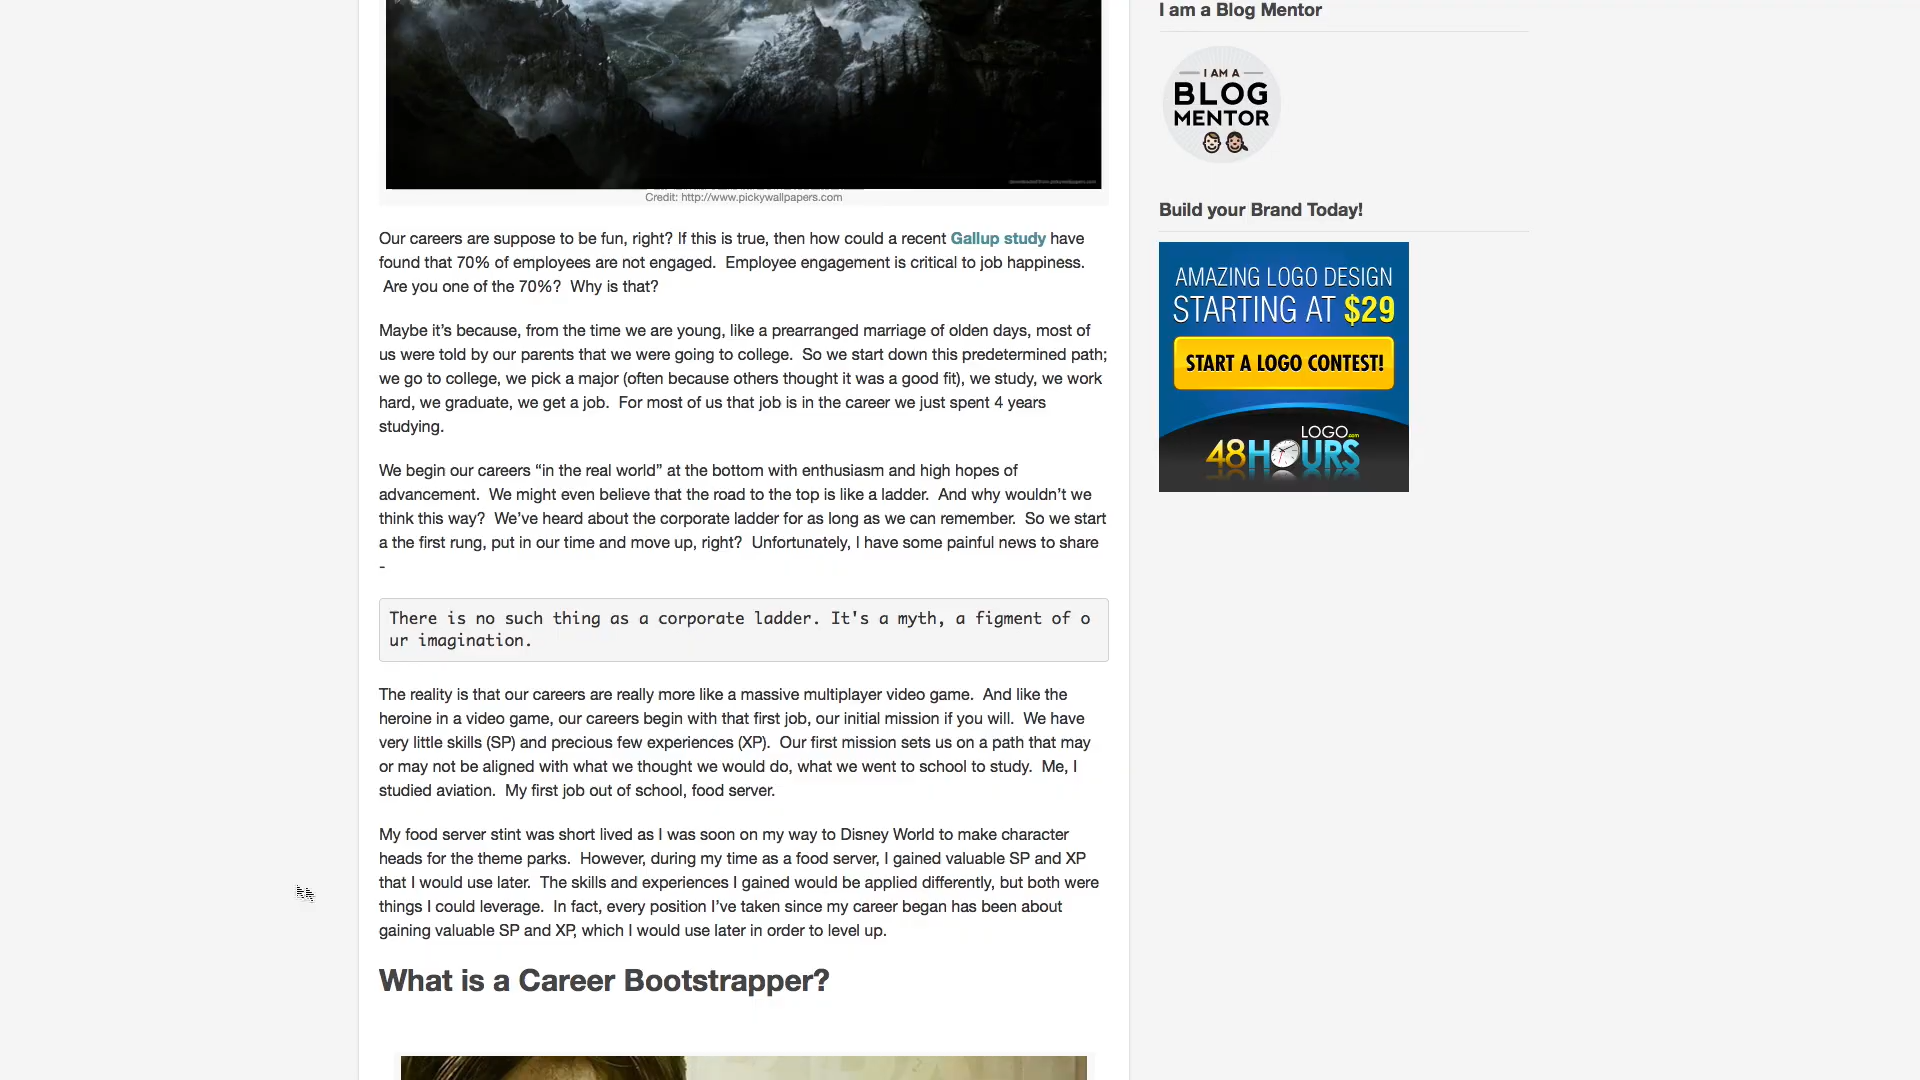 Credit: http://www.pickywallpapers.com
Our careers are suppose to be fun, right? If this is true, then how could a recent Gallup study have
found that 70% of employees are not engaged.  Employee engagement is critical to job happiness.
Are you one of the 70%?  Why is that?
Maybe it’s because, from the time we are young, like a prearranged marriage of olden days, most of
us were told by our parents that we were going to college.  So we start down this predetermined path;
we go to college, we pick a major (often because others thought it was a good fit), we study, we work
hard, we graduate, we get a job.  For most of us that job is in the career we just spent 4 years
studying.
We begin our careers “in the real world” at the bottom with enthusiasm and high hopes of
advancement.  We might even believe that the road to the top is like a ladder.  And why wouldn’t we
think this way?  We’ve heard about the corporate ladder for as long as we can remember.  So we start
a the first rung, put in our time and move up, right?  Unfortunately, I have some painful news to share
-
There is no such thing as a corporate ladder. It's a myth, a figment of o
ur imagination.
The reality is that our careers are really more like a massive multiplayer video game.  And like the
heroine in a video game, our careers begin with that first job, our initial mission if you will.  We have
very little skills (SP) and precious few experiences (XP).  Our first mission sets us on a path that may
or may not be aligned with what we thought we would do, what we went to school to study.  Me, I
studied aviation.  My first job out of school, food server.
My food server stint was short lived as I was soon on my way to Disney World to make character
heads for the theme parks.  However, during my time as a food server, I gained valuable SP and XP
that I would use later.  The skills and experiences I gained would be applied differently, but both were
things I could leverage.  In fact, every position I’ve taken since my career began has been about
gaining valuable SP and XP, which I would use later in order to level up.
What is a Career Bootstrapper?
I am a Blog Mentor
I AM A
BLOG
MENTOR
Build your Brand Today!
AMAZING LOGO DESIGN
STARTING AT $29
START A LOGO CONTEST!
LOGO.com
48HOURS